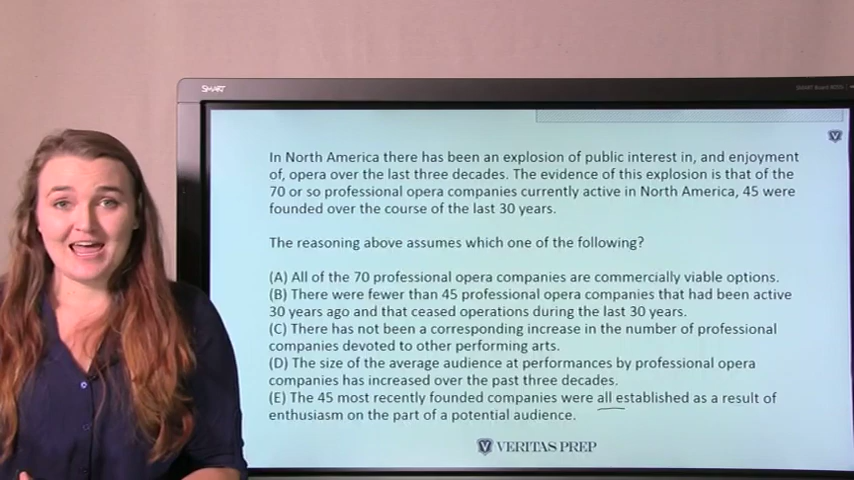 SMART
In North America there has been an explosion of public interest in, and enjoyment
of, opera over the last three decades. The evidence of this explosion is that of the
70 or so professional opera companies currently active in North America, 45 were
founded over the course of the last 30 years.
The reasoning above assumes which one of the following?
(A) All of the 70 professional opera companies are commercially viable options.
(B) There were fewer than 45 professional opera companies that had been active
30 years ago and that ceased operations during the last 30 years.
(C) There has not been a corresponding increase in the number of professional
companies devoted to other performing arts.
(D) The size of the average audience at performances by professional opera
companies has increased over the past three decades.
(E) The 45 most recently founded companies were all established as a result of
enthusiasm on the part of a potential audience.
V VERITAS PREP